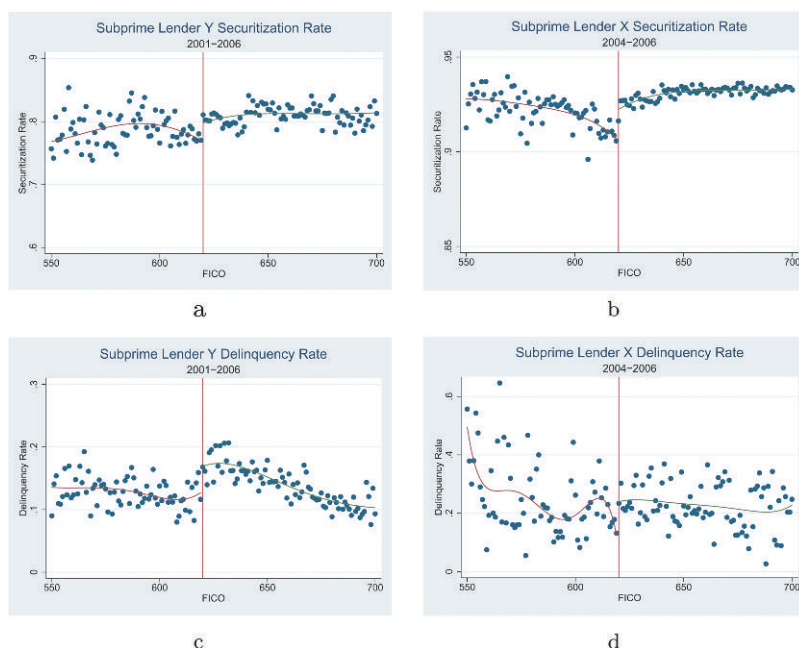 Subprime Lender Y Securitization Rate
2001–2006
Securitization Rate
.9
.8
.7
.6
550
600
650
700
FICO
a
Subprime Lender X Securitization Rate
2004–2006
Securitization Rate
.95
.9
.85
550
600
650
700
FICO
b
Subprime Lender Y Delinquency Rate
2001–2006
Delinquency Rate
.3
.2
.1
0
550
600
650
700
FICO
c
Subprime Lender X Delinquency Rate
2004–2006
Delinquency Rate
.6
.4
.2
0
550
600
650
700
FICO
d